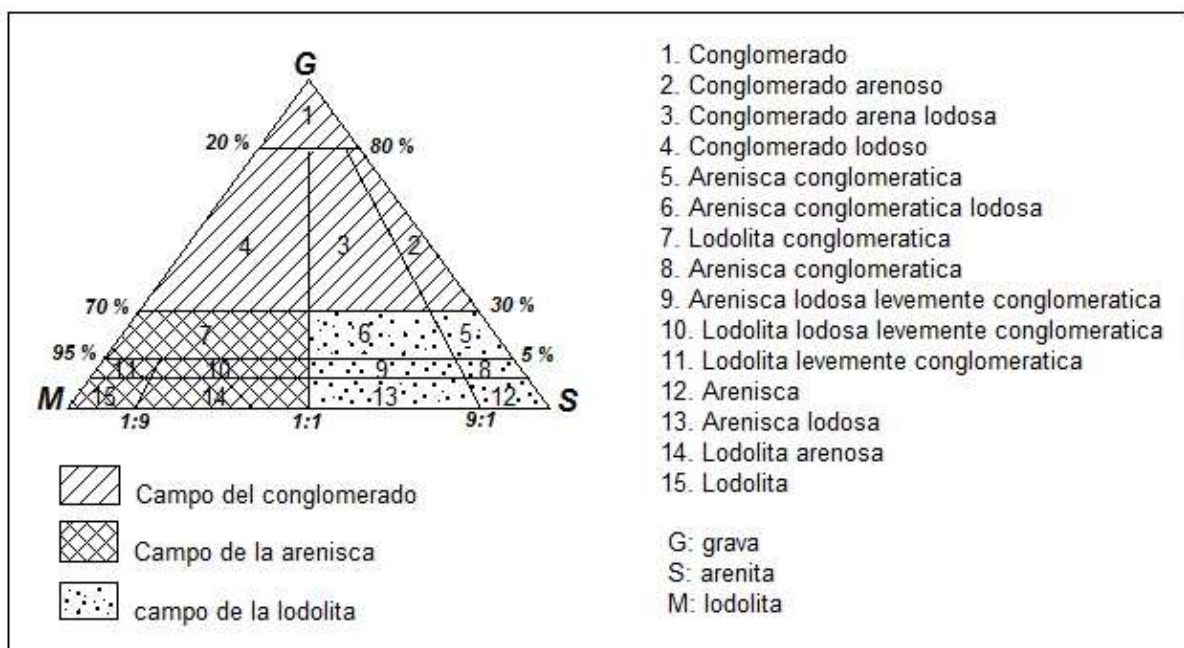 G
1
20 %
80 %
4
3
2
70 %
30 %
7
6
5
95 %
5 %
11
10
9
8
M
15
14
13
12
S
1:9
1:1
9:1
Campo del conglomerado
Campo de la arenisca
campo de la lodolita
1. Conglomerado
2. Conglomerado arenoso
3. Conglomerado arena lodosa
4. Conglomerado lodoso
5. Arenisca conglomeratica
6. Arenisca conglomeratica lodosa
7. Lodolita conglomeratica
8. Arenisca conglomeratica
9. Arenisca lodosa levemente conglomeratica
10. Lodolita lodosa levemente conglomeratica
11. Lodolita levemente conglomeratica
12. Arenisca
13. Arenisca lodosa
14. Lodolita arenosa
15. Lodolita
G: grava
S: arenita
M: lodolita